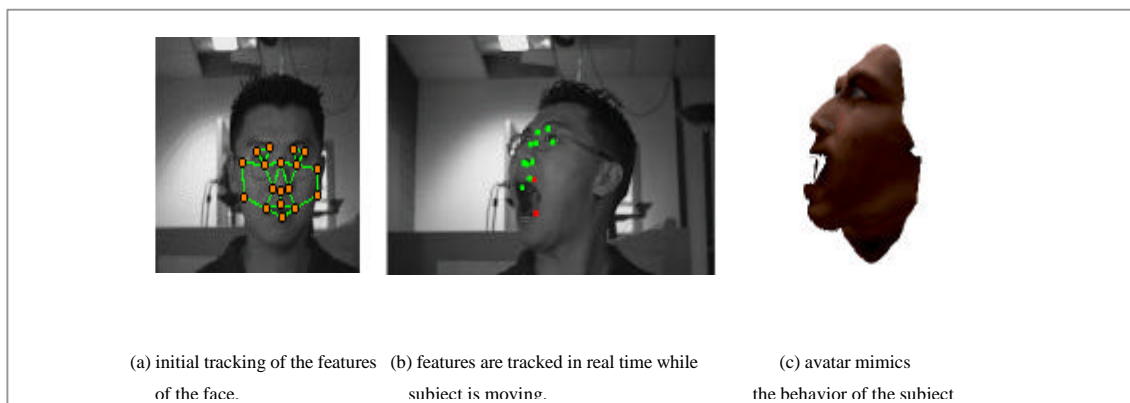 (a) initial tracking of the features
of the face.
(b) features are tracked in real time while
subject is moving.
(c) avatar mimics
the behavior of the subject